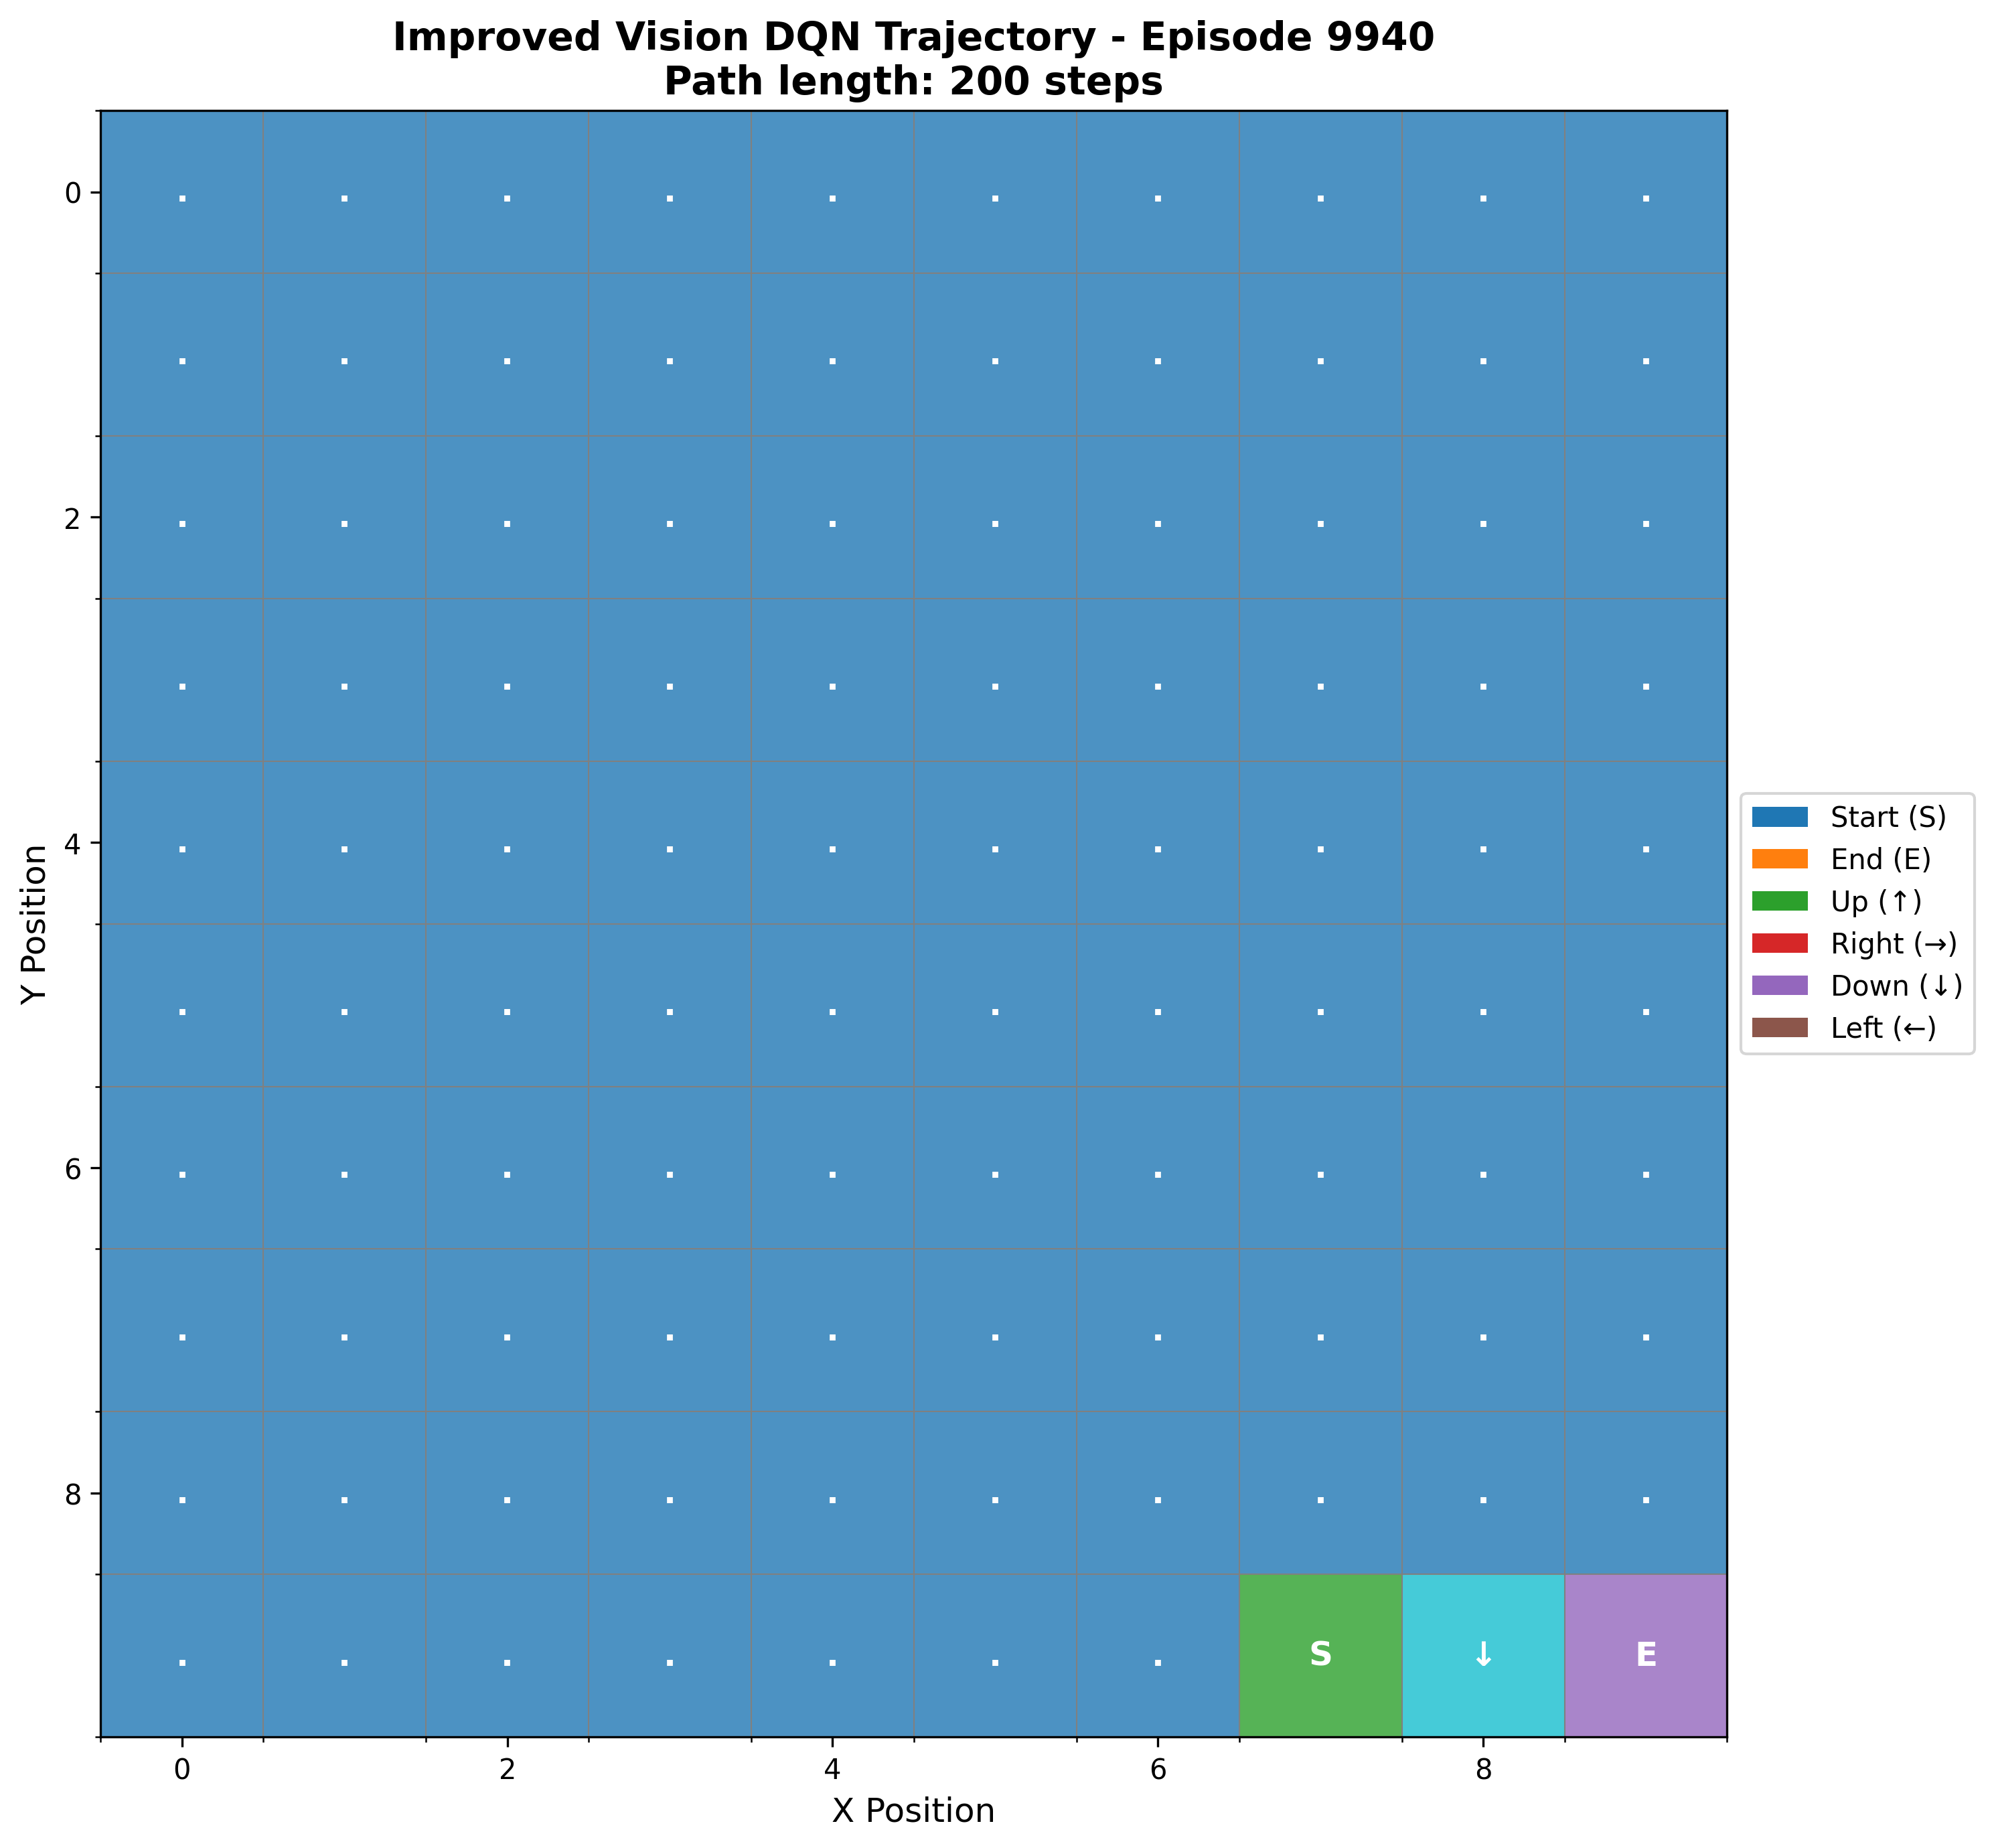 Improved Vision DQN Trajectory - Episode 9940
Path length: 200 steps
0
2
4
6
8
Y Position
S ↓ E
0 2 4 6 8
X Position
Start (S)
End (E)
Up (↑)
Right (→)
Down (↓)
Left (←)